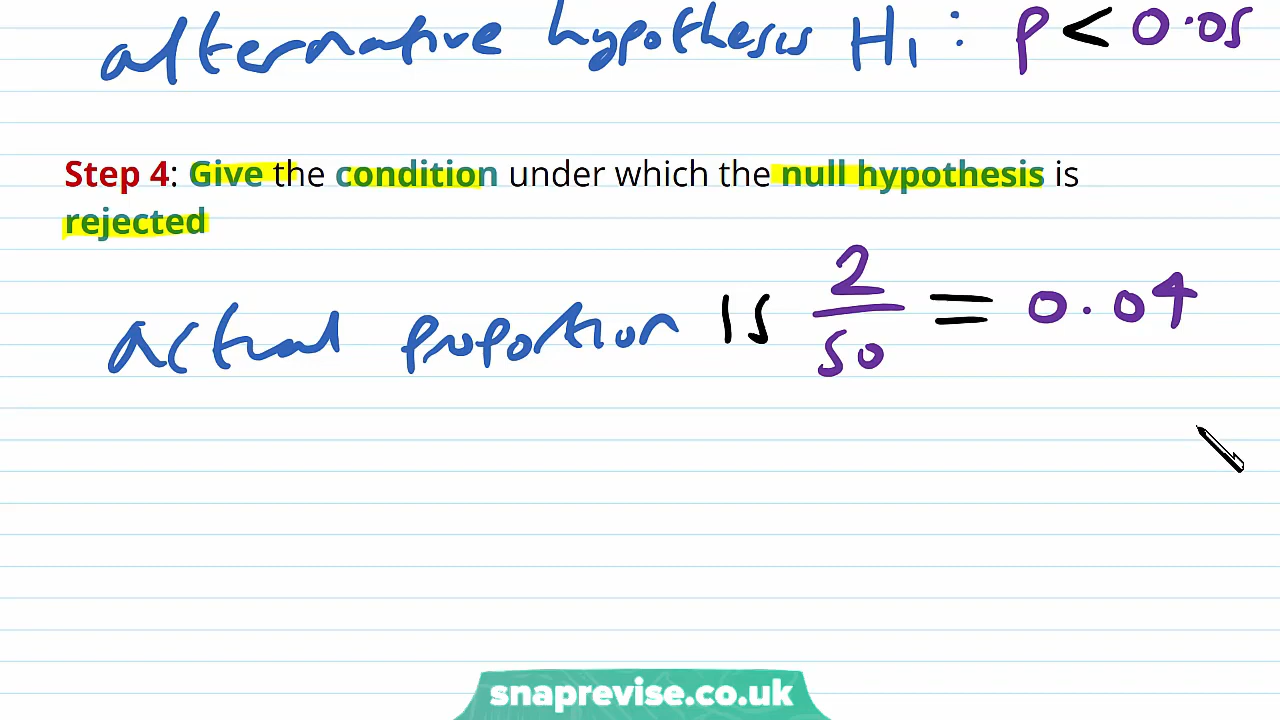 alternative hypothesis H₁ : p < 0.05
Step 4: Give the condition under which the null hypothesis is
rejected
actual proportion is 2/50 = 0.04
snaprevise.co.uk